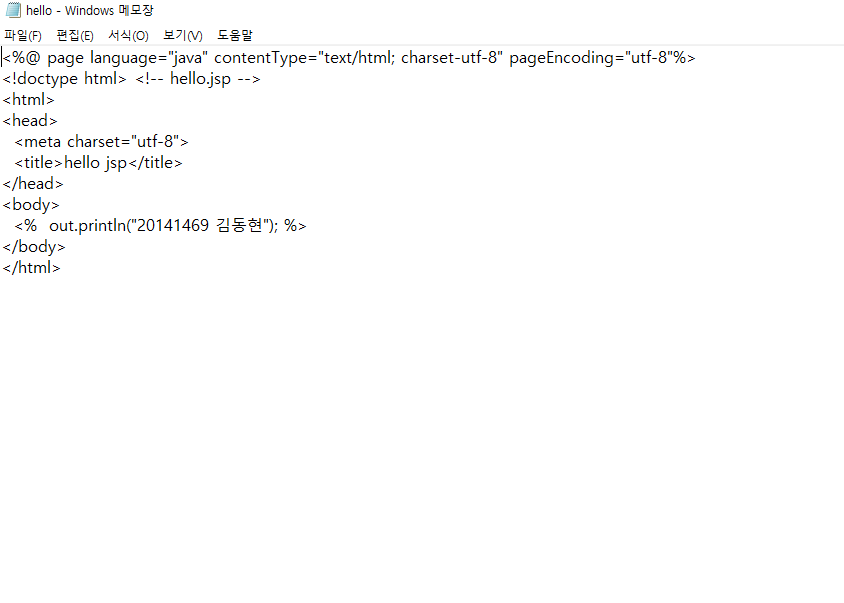 hello - Windows 메모장
파일(F) 편집(E) 서식(O) 보기(V) 도움말
<%@ page language="java" contentType="text/html; charset-utf-8" pageEncoding="utf-8"%>
<!doctype html> <!-- hello.jsp -->
<html>
<head>
<meta charset="utf-8">
<title>hello jsp</title>
</head>
<body>
<% out.println("20141469 김동현"); %>
</body>
</html>